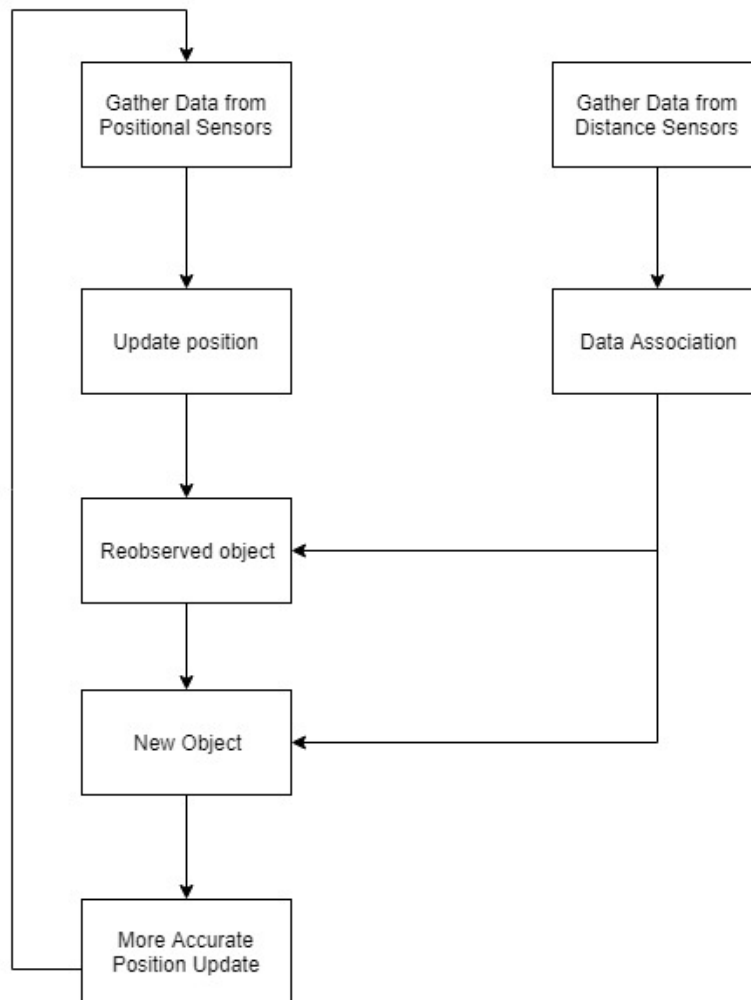 Gather Data from
Positional Sensors
Gather Data from
Distance Sensors
Update position
Data Association
Reobserved object
New Object
More Accurate
Position Update